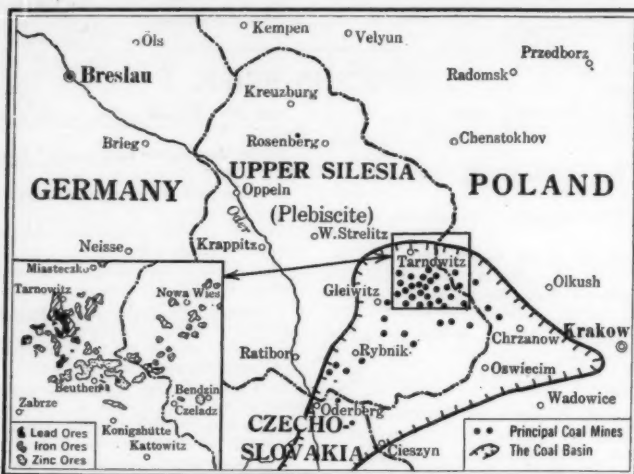 Kempen
Velyun
Öls
Przedborz
Breslau
Radomsk
Kreuzburg
Brieg
Rosenberg
Chenstokhov
UPPER SILESIA
GERMANY
POLAND
Oppeln
(Plebiscite)
Oder
W. Strelitz
Neisse
Krappitz
Miasteczko
Tarnowitz
Tarnowitz
Nowa Wies
Gleiwitz
Olkush
Chrzanow
Krakow
Ratibor
Rybnik
Oswiecim
Beuthen
Bendzin
Czeladz
Zabrze
Oderberg
Wadowice
CZECHO-
SLOVAKIA
Cieszyn
Königshütte
Kattowitz
Lead Ores
Iron Ores
Zinc Ores
Principal Coal Mines
The Coal Basin